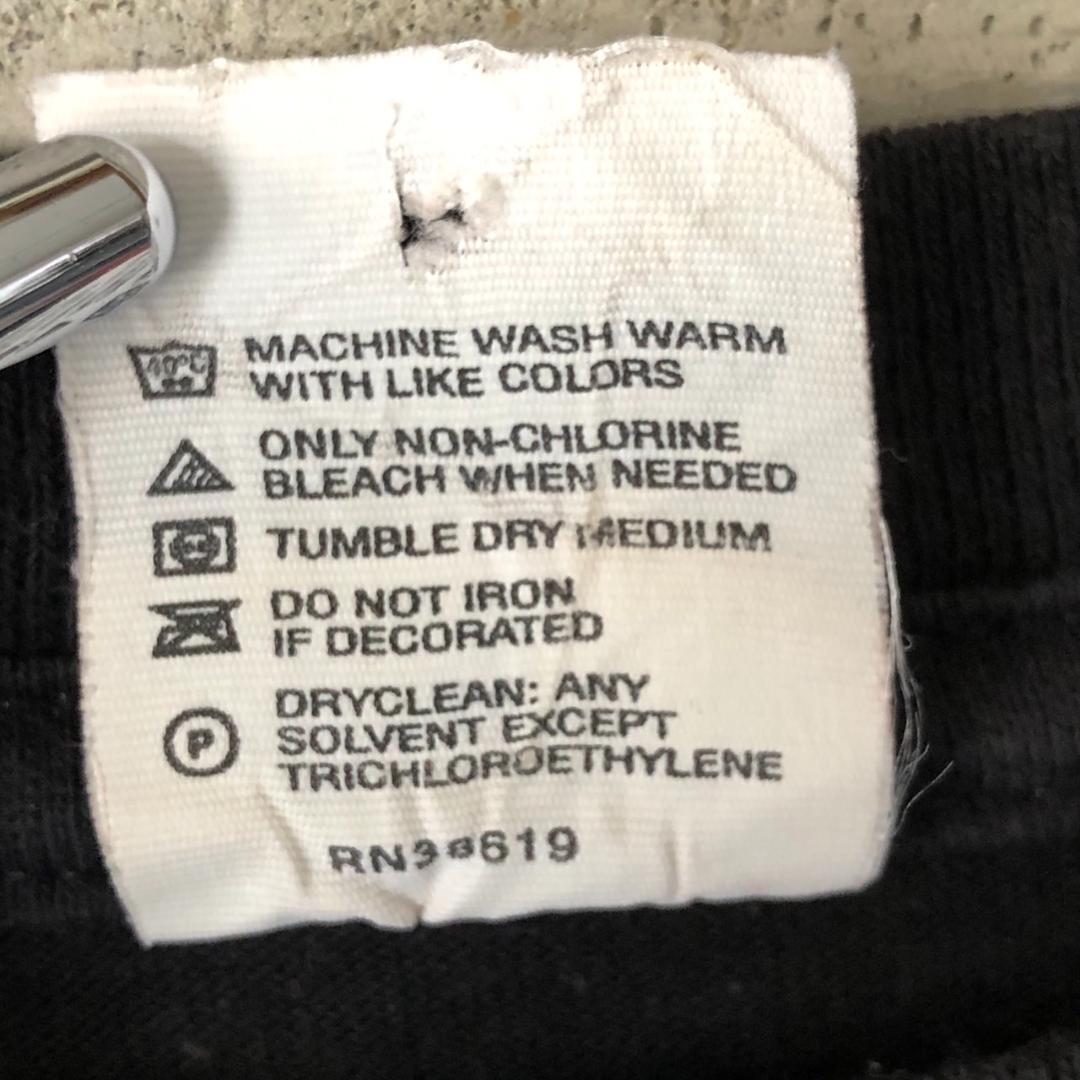 40°C
MACHINE WASH WARM
WITH LIKE COLORS
ONLY NON-CHLORINE
BLEACH WHEN NEEDED
TUMBLE DRY MEDIUM
DO NOT IRON
IF DECORATED
P
DRYCLEAN: ANY
SOLVENT EXCEPT
TRICHLOROETHYLENE